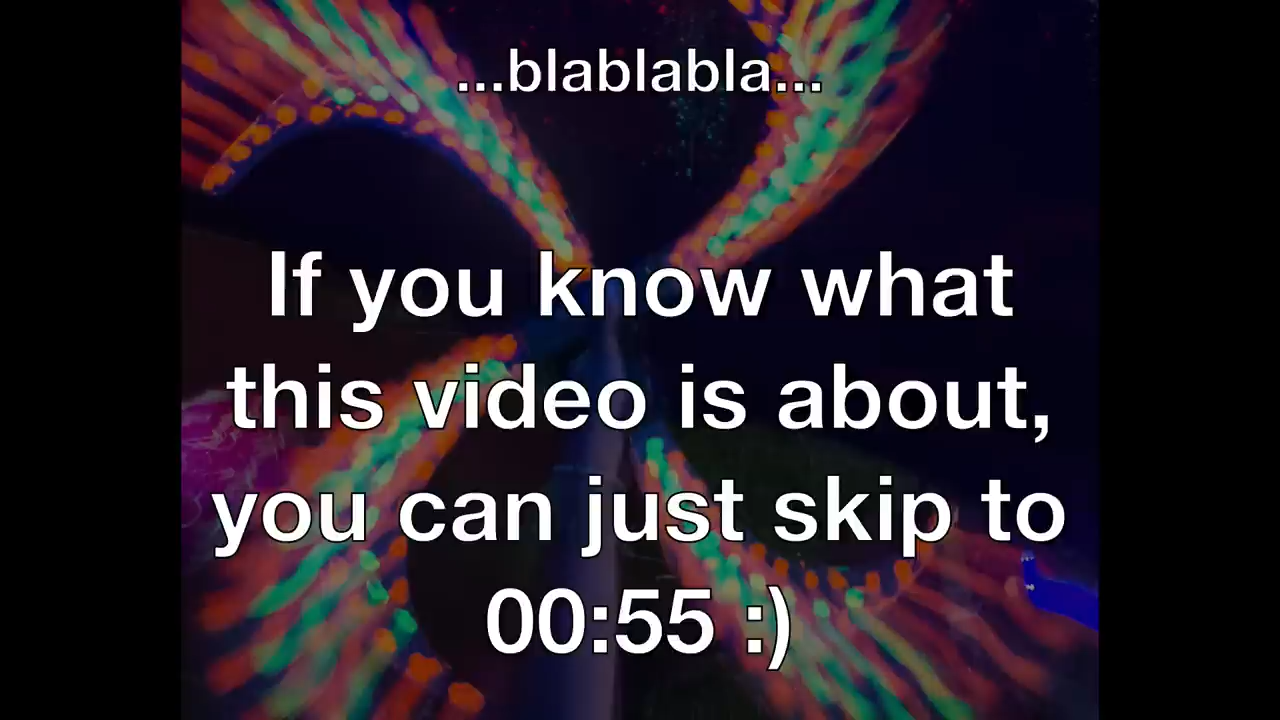 ...blablabla...
If you know what
this video is about,
you can just skip to
00:55 :)